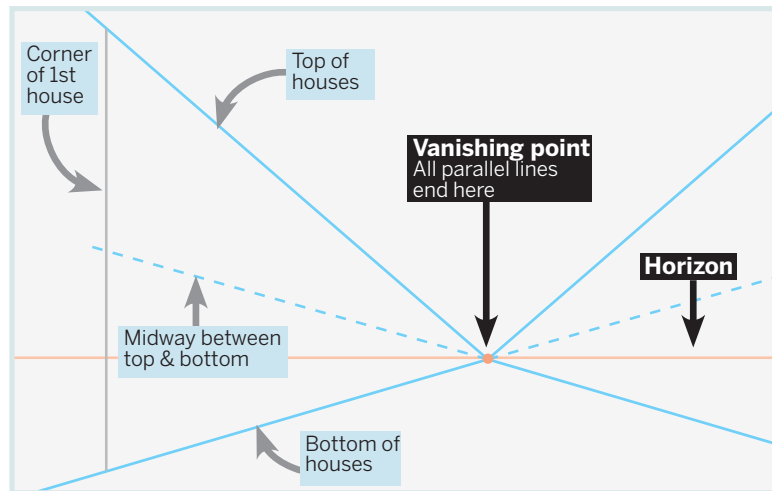 Corner
of 1st
house
Top of
houses
Vanishing point
All parallel lines
end here
Horizon
Midway between
top & bottom
Bottom of
houses